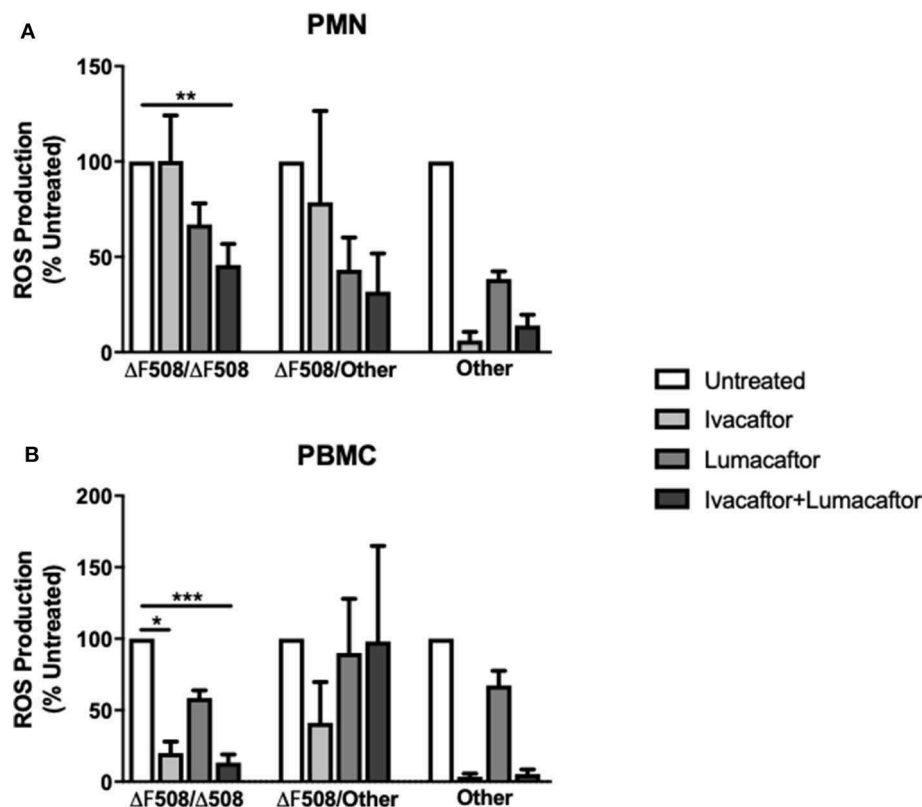 A
PMN
150
**
100
50
0
ROS Production
(% Untreated)
ΔF508/ΔF508
ΔF508/Other
Other
Untreated
Ivacaftor
Lumacaftor
Ivacaftor+Lumacaftor
B
PBMC
200
150
***
*
100
50
0
ROS Production
(% Untreated)
ΔF508/Δ508
ΔF508/Other
Other